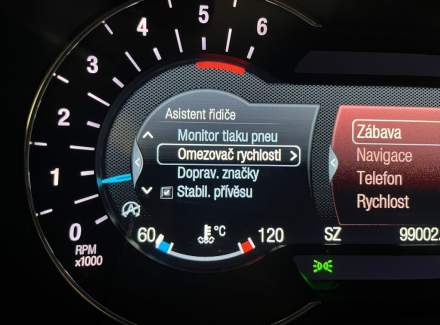 6
5
4
3
2
1
0
RPM
x1000
Asistent řidiče
Monitor tlaku pneu
Omezovač rychlosti
Doprav. značky
Stabil. přívěsu
60
°C
120
Zábava
Navigace
Telefon
Rychlost
SZ
99002.